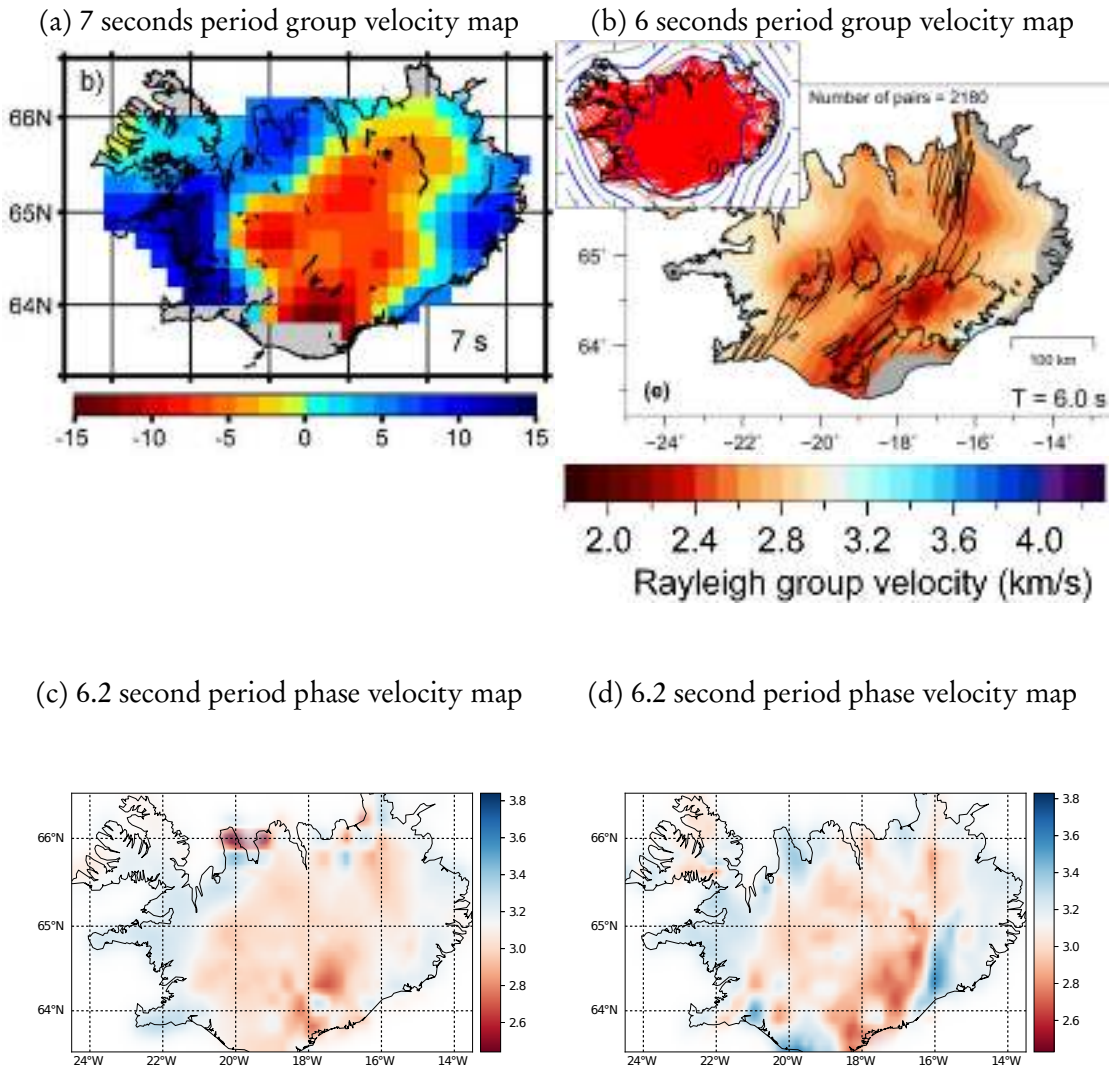 (a) 7 seconds period group velocity map
(b) 6 seconds period group velocity map
b)
66N
65N
64N
7 s
-15 -10 -5 0 5 10 15
Number of pairs = 2180
65˚
64˚
100 km
(e)
T = 6.0 s
−24˚ −22˚ −20˚ −18˚ −16˚ −14˚
2.0 2.4 2.8 3.2 3.6 4.0
Rayleigh group velocity (km/s)
(c) 6.2 second period phase velocity map
(d) 6.2 second period phase velocity map
66°N
65°N
64°N
24°W 22°W 20°W 18°W 16°W 14°W
3.8
3.6
3.4
3.2
3.0
2.8
2.6
66°N
65°N
64°N
24°W 22°W 20°W 18°W 16°W 14°W
3.8
3.6
3.4
3.2
3.0
2.8
2.6